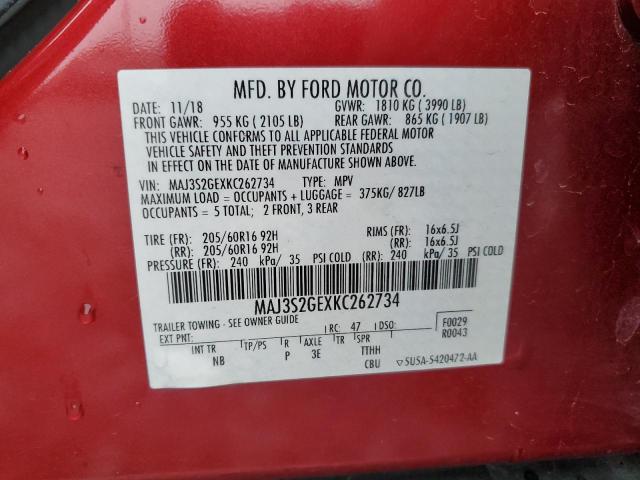 MFD. BY FORD MOTOR CO.
DATE: 11/18 GVWR: 1810 KG ( 3990 LB)
FRONT GAWR: 955 KG ( 2105 LB) REAR GAWR: 865 KG ( 1907 LB)
THIS VEHICLE CONFORMS TO ALL APPLICABLE FEDERAL MOTOR
VEHICLE SAFETY AND THEFT PREVENTION STANDARDS
IN EFFECT ON THE DATE OF MANUFACTURE SHOWN ABOVE.
VIN: MAJ3S2GEXKC262734 TYPE: MPV
MAXIMUM LOAD = OCCUPANTS + LUGGAGE = 375KG/ 827LB
OCCUPANTS = 5 TOTAL; 2 FRONT, 3 REAR
TIRE (FR): 205/60R16 92H RIMS (FR): 16x6.5J
(RR): 205/60R16 92H (RR): 16x6.5J
PRESSURE (FR): 240 kPa/ 35 PSI COLD (RR): 240 kPa/ 35 PSI COLD
MAJ3S2GEXKC262734
TRAILER TOWING - SEE OWNER GUIDE
EXT PNT: RC: 47 DSO: F0029
INT TR TP/PS R AXLE TR SPR R0043
NB P 3E TTHH
CBU 5U5A-5420472-AA